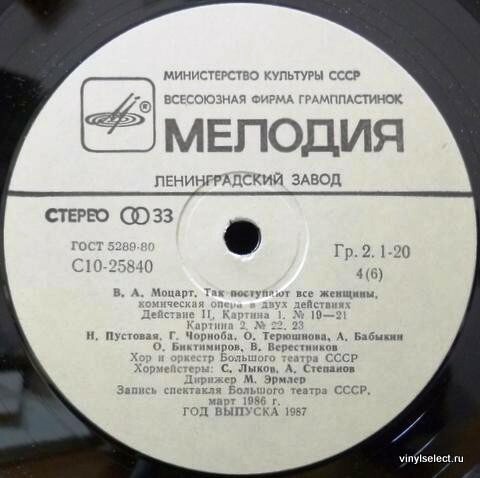 МИНИСТЕРСТВО КУЛЬТУРЫ СССР
ВСЕСОЮЗНАЯ ФИРМА ГРАМПЛАСТИНОК
®
МЕЛОДИЯ
ЛЕНИНГРАДСКИЙ ЗАВОД
СТЕРЕО 33
ГОСТ 5289-80
С10-25840
Гр. 2. 1-20
4(6)
В, А, Моцарт, Так поступают все женщины,
комическая опера в двух действиях
Действие II, Картина 1, № 19—21
Картина 2, № 22, 23
Н, Пустовая, Г. Чорноба, О, Терюшнова, А, Бабыкин
О, Биктимиров, В, Верестников
Хор и оркестр Большого театра СССР
Хормейстеры: С, Лыков, А, Степанов
Дирижер М, Эрмлер
Запись спектакля Большого театра СССР,
март 1986 г,
ГОД ВЫПУСКА 1987
vinylselect.ru